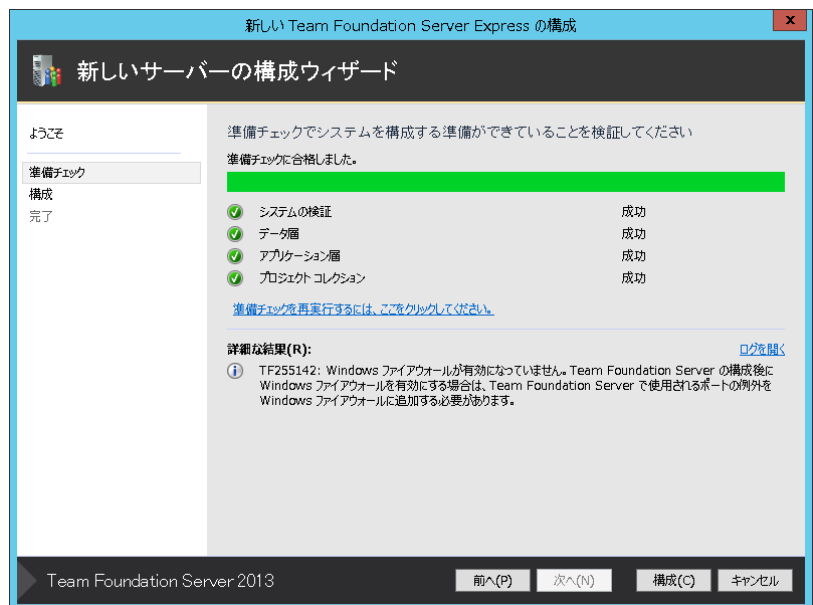 新しい Team Foundation Server Express の構成
x
新しいサーバーの構成ウィザード
ようこそ
準備チェック
構成
完了
準備チェックでシステムを構成する準備ができていることを検証してください
準備チェックに合格しました。
システムの検証 成功
データ層 成功
アプリケーション層 成功
プロジェクト コレクション 成功
準備チェックを再実行するには、ここをクリックしてください。
詳細な結果(R): ログを開く
TF255142: Windows ファイアウォールが有効になっていません。Team Foundation Server の構成後に
Windows ファイアウォールを有効にする場合は、Team Foundation Server で使用されるポートの例外を
Windows ファイアウォールに追加する必要があります。
Team Foundation Server 2013
前へ(P) 次へ(N) 構成(C) キャンセル